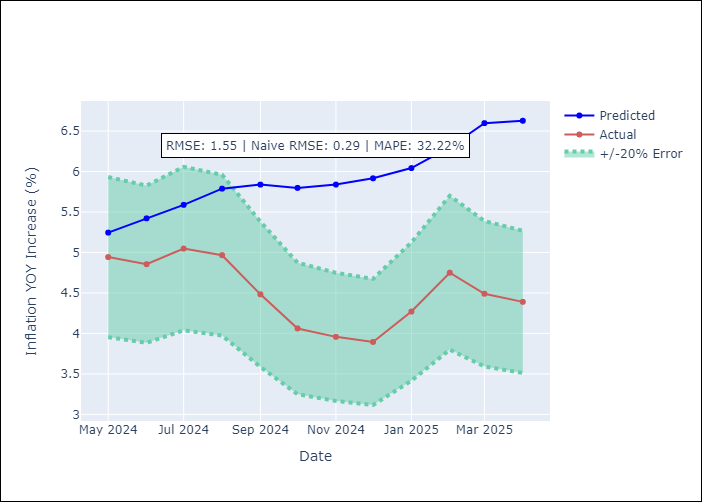 Predicted
Actual
+/-20% Error
RMSE: 1.55 | Naive RMSE: 0.29 | MAPE: 32.22%
6.5
6
5.5
5
4.5
4
3.5
3
Inflation YOY Increase (%)
May 2024 Jul 2024 Sep 2024 Nov 2024 Jan 2025 Mar 2025
Date